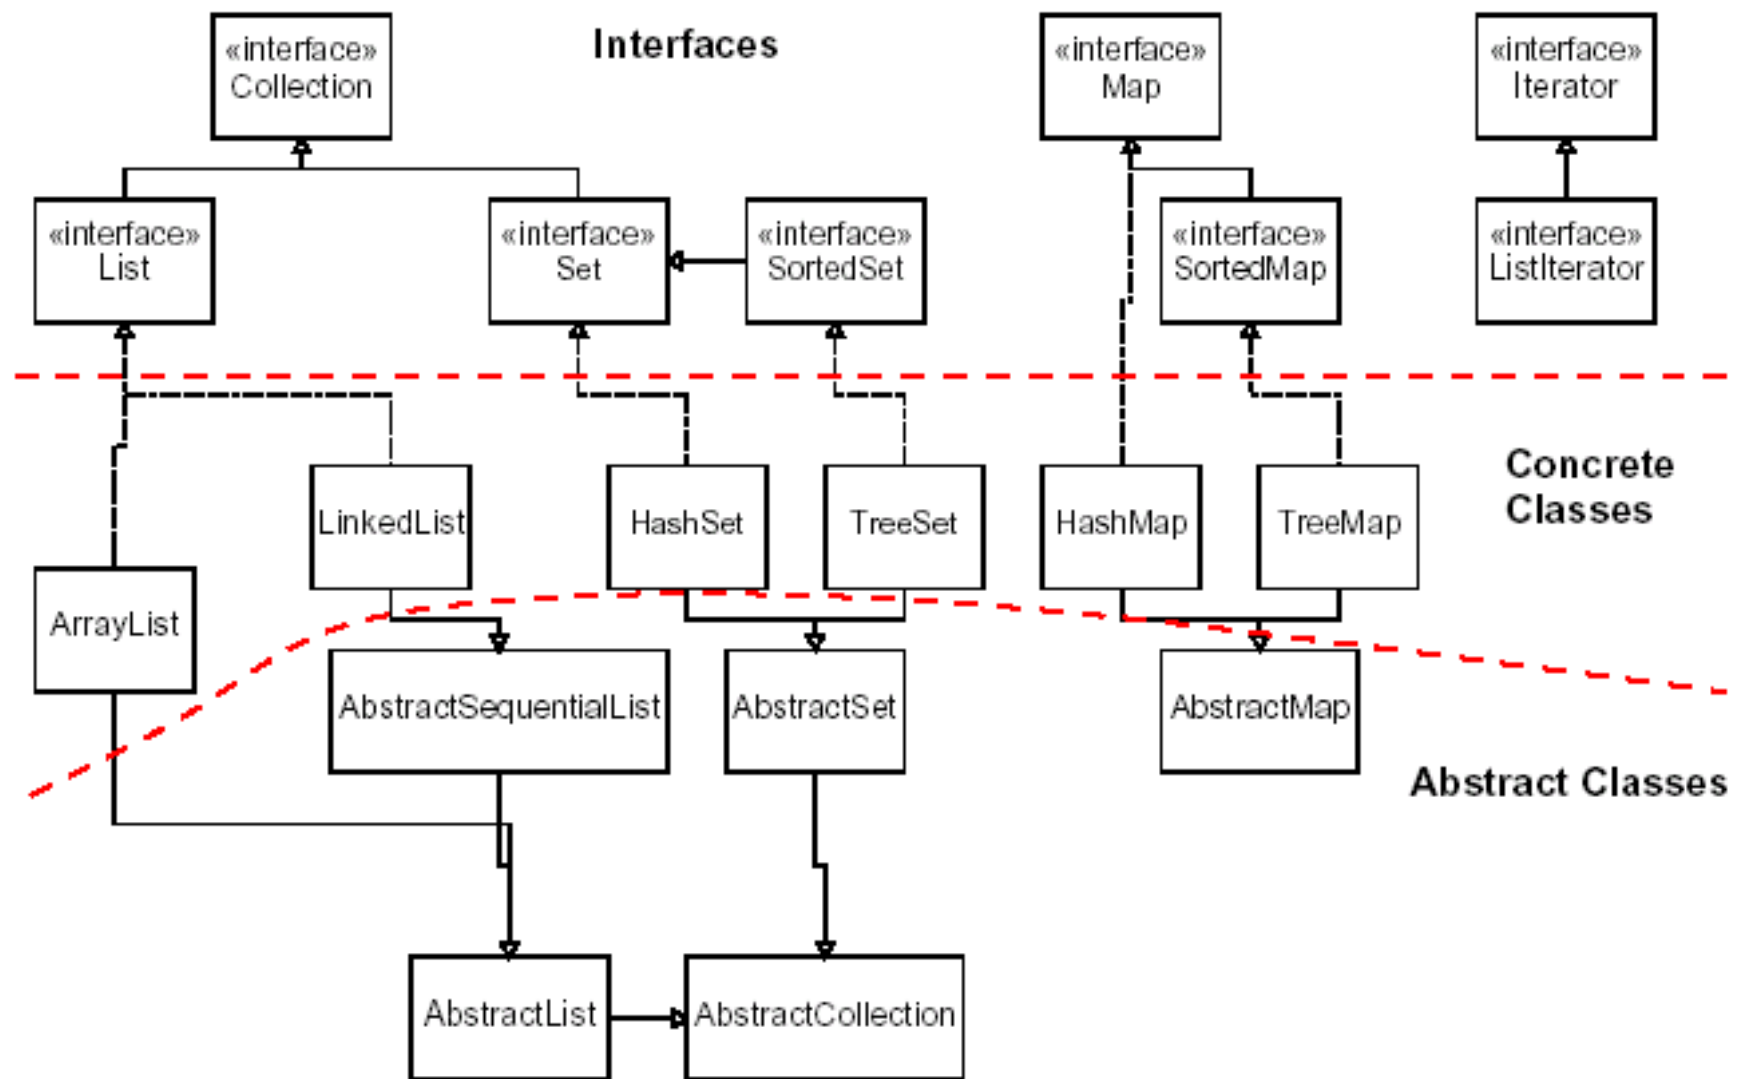 «interface»
Collection
Interfaces
«interface»
Map
«interface»
Iterator
«interface»
List
«interface»
Set
«interface»
SortedSet
«interface»
SortedMap
«interface»
ListIterator
Concrete
Classes
LinkedList
HashSet
TreeSet
HashMap
TreeMap
ArrayList
AbstractSequentialList
AbstractSet
AbstractMap
Abstract Classes
AbstractList
AbstractCollection